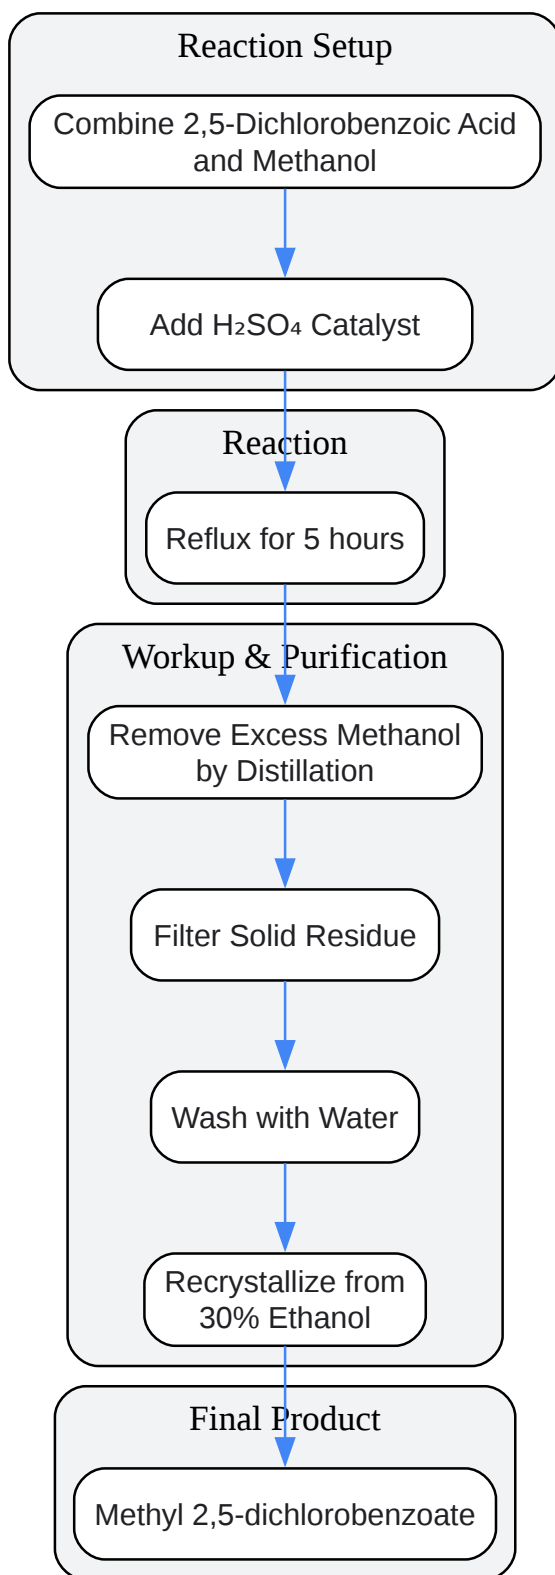 Reaction Setup
Combine 2,5-Dichlorobenzoic Acid
and Methanol
Add H₂SO₄ Catalyst
Reaction
Reflux for 5 hours
Workup & Purification
Remove Excess Methanol
by Distillation
Filter Solid Residue
Wash with Water
Recrystallize from
30% Ethanol
Final Product
Methyl 2,5-dichlorobenzoate